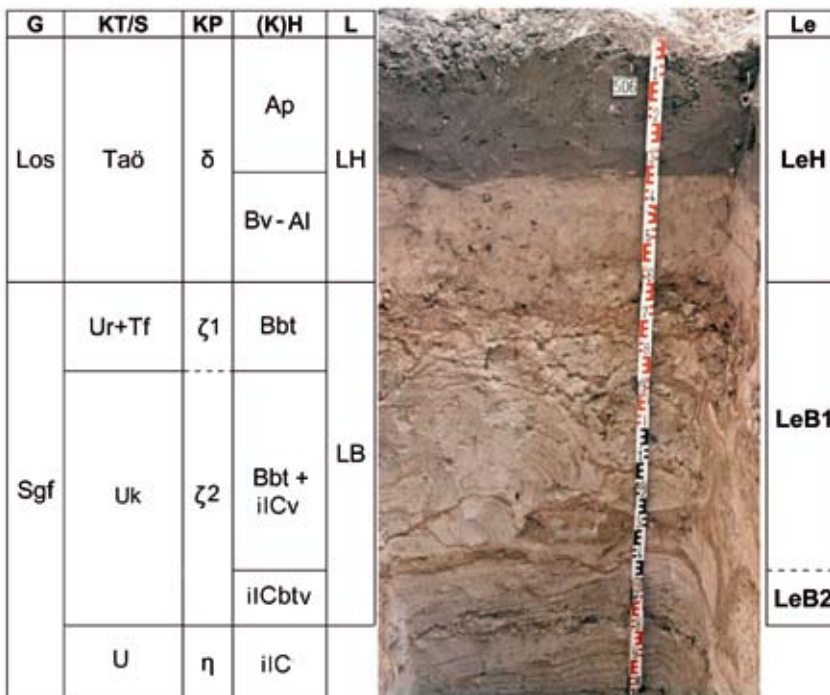 G KT/S KP (K)H L Le
506
Ap
Los Taö δ LH LeH
Bv - Al
Ur+Tf ζ1 Bbt
LeB1
LB
Bbt +
Sgf Uk ζ2
ilCv
ilCbtv LeB2
U η ilC